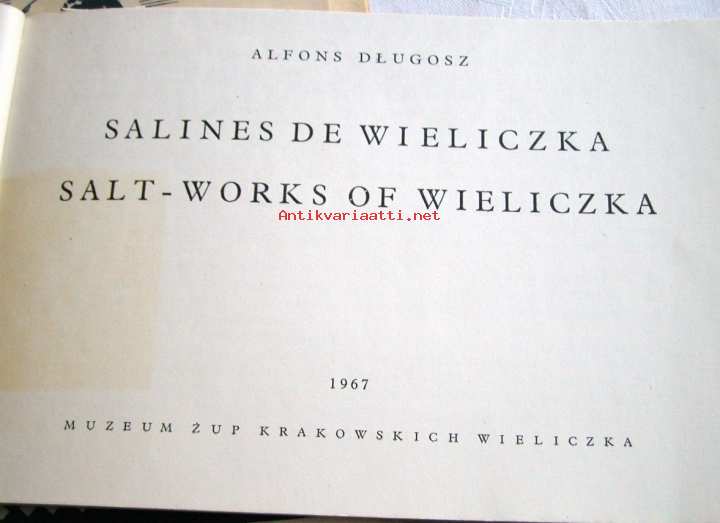 ALFONS DŁUGOSZ
SALINES DE WIELICZKA
SALT-WORKS OF WIELICZKA
Antikvariaatti.net
1967
MUZEUM ŻUP KRAKOWSKICH WIELICZKA